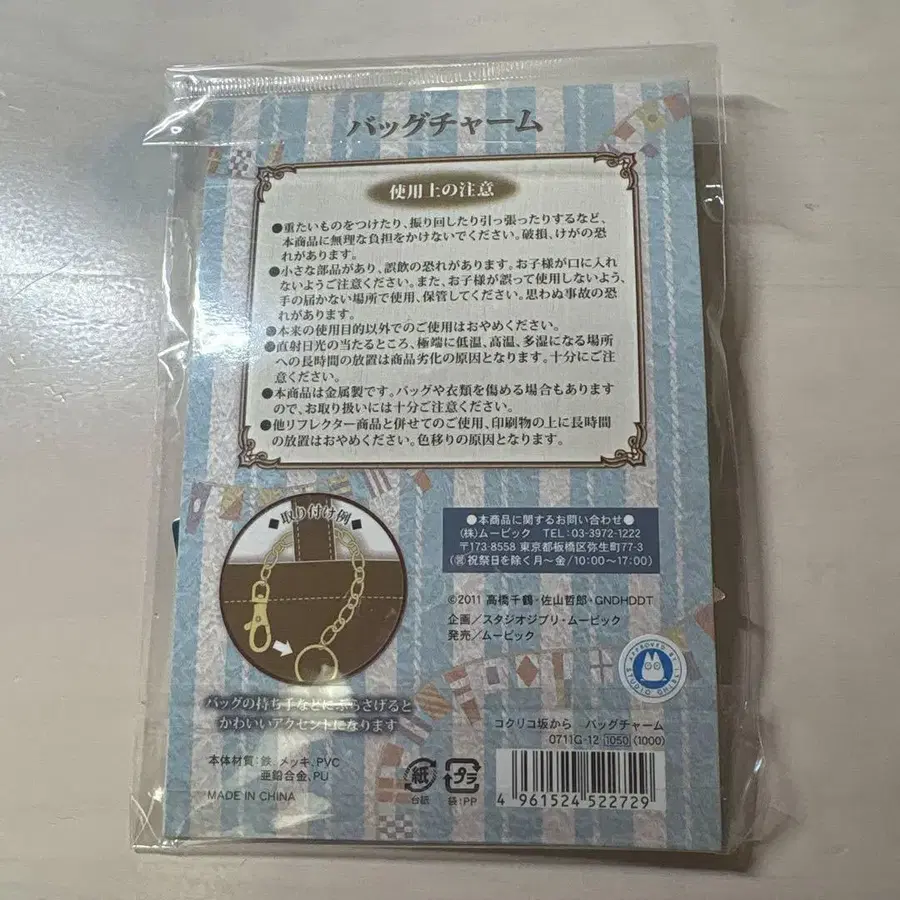 バッグチャーム
使用上の注意
●重たいものをつけたり、振り回したり引っ張ったりするなど、
本商品に無理な負担をかけないでください。破損、けがの恐
れがあります。
●小さな部品があり、誤飲の恐れがあります。お子様が口に入れ
ないようご注意ください。また、お子様が誤って使用しないよう、
手の届かない場所で使用、保管してください。思わぬ事故の恐
れがあります。
●本来の使用目的以外でのご使用はおやめください。
●直射日光の当たるところ、極端に低温、高温、多湿になる場所
への長時間の放置は商品劣化の原因となります。十分にご注
意ください。
●本商品は金属製です。バッグや衣類を傷める場合もあります
ので、お取り扱いには十分ご注意ください。
●他リフレクター商品と併せてのご使用、印刷物の上に長時間
の放置はおやめください。色移りの原因となります。
◆取り付け例◆
バッグの持ち手などにぶらさげると
かわいいアクセントになります
本体材質:鉄、メッキ、PVC
亜鉛合金、PU
MADE IN CHINA
●本商品に関するお問い合わせ●
(株)ムービック TEL:03-3972-1222
〒173-8558 東京都板橋区弥生町77-3
(祝祭日を除く月~金/10:00~17:00)
©2011 高橋千鶴・佐山哲郎・GNDHDDT
企画/スタジオジブリ・ムービック
発売/ムービック
APPROVED BY STUDIO GHIBLI
コクリコ坂から バッグチャーム
0711G-12 1050 (1000)
紙 台紙
プラ 袋:PP
4 961524 522729